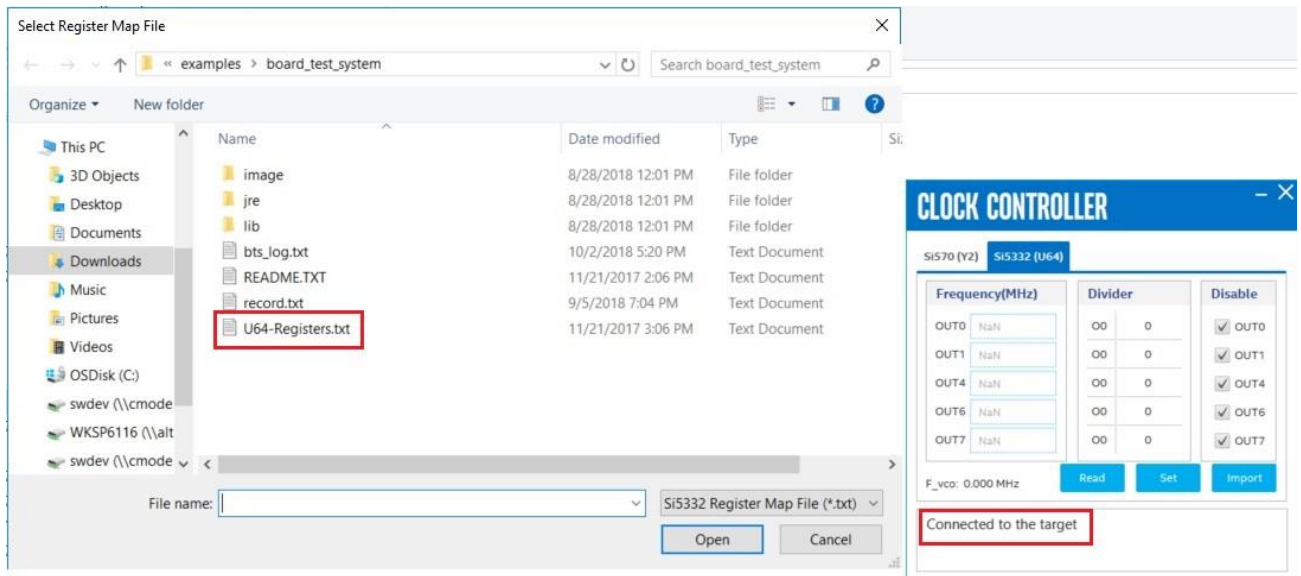 Select Register Map File
« examples > board_test_system
Search board_test_system
Organize
New folder
Name
Date modified
Type
This PC
3D Objects
Desktop
Documents
Downloads
Music
Pictures
Videos
OSDisk (C:)
swdev (\\cmode
WKSP6116 (\\alt
swdev (\\cmode
image 8/28/2018 12:01 PM File folder
jre 8/28/2018 12:01 PM File folder
lib 8/28/2018 12:01 PM File folder
bts_log.txt 10/2/2018 5:20 PM Text Document
README.TXT 11/21/2017 2:06 PM Text Document
record.txt 9/5/2018 7:04 PM Text Document
U64-Registers.txt 11/21/2017 3:06 PM Text Document
File name:
Si5332 Register Map File (*.txt)
Open
Cancel
CLOCK CONTROLLER
Si570 (Y2) Si5332 (U64)
Frequency(MHz) Divider Disable
OUT0 NaN O0 0 OUT0
OUT1 NaN O0 0 OUT1
OUT4 NaN O0 0 OUT4
OUT6 NaN O0 0 OUT6
OUT7 NaN O0 0 OUT7
F_vco: 0.000 MHz
Read
Set
Import
Connected to the target